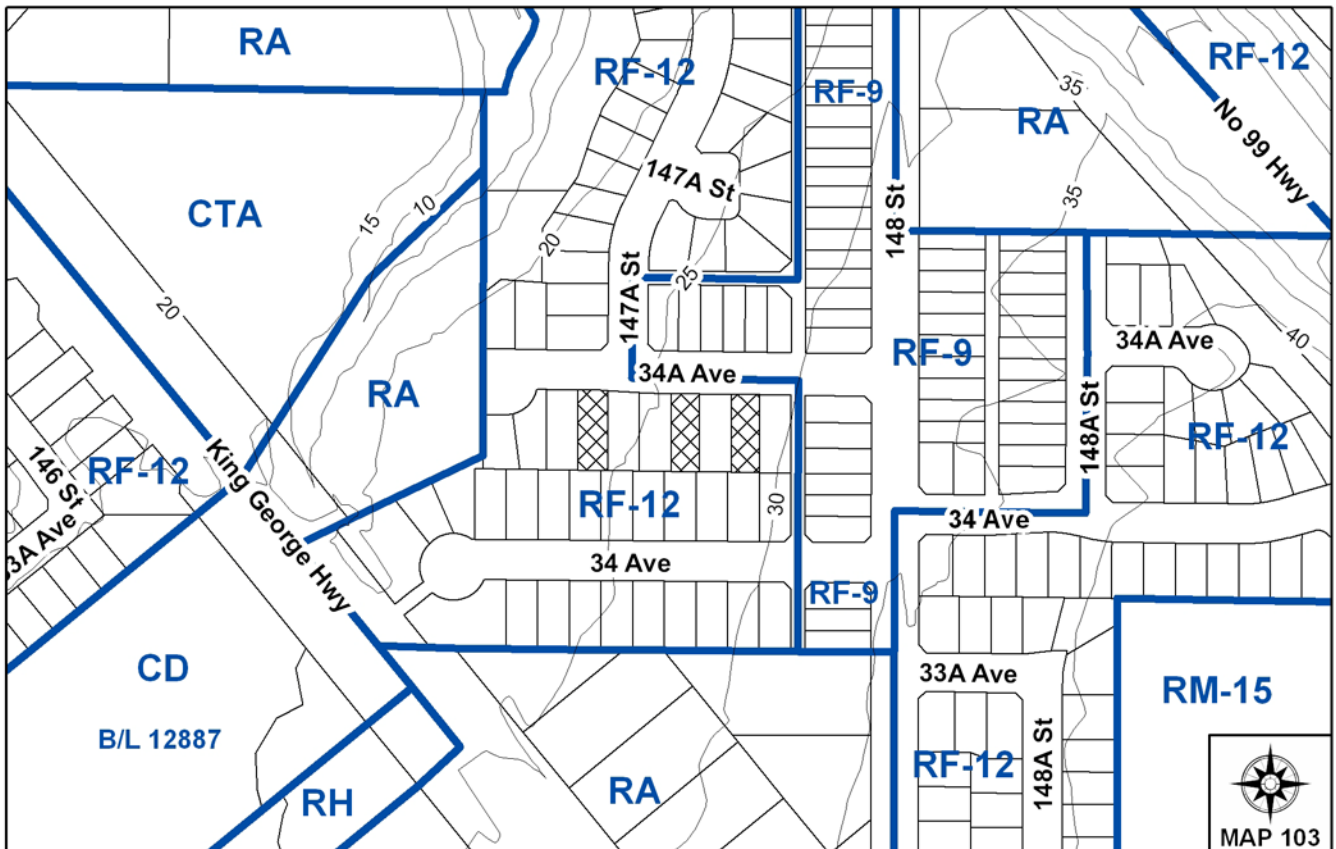 RA
RF-12
RF-9
RF-12
35
RA
No 99 Hwy
147A St
CTA
15
10
35
148 St
20
25
20
147A St
40
34A Ave
RF-9
34A Ave
RA
148A St
RF-12
146 St
RF-12
King George Hwy
RF-12
30
34 Ave
33A Ave
34 Ave
RF-9
CD
33A Ave
RM-15
B/L 12887
148A St
RF-12
RA
RH
MAP 103